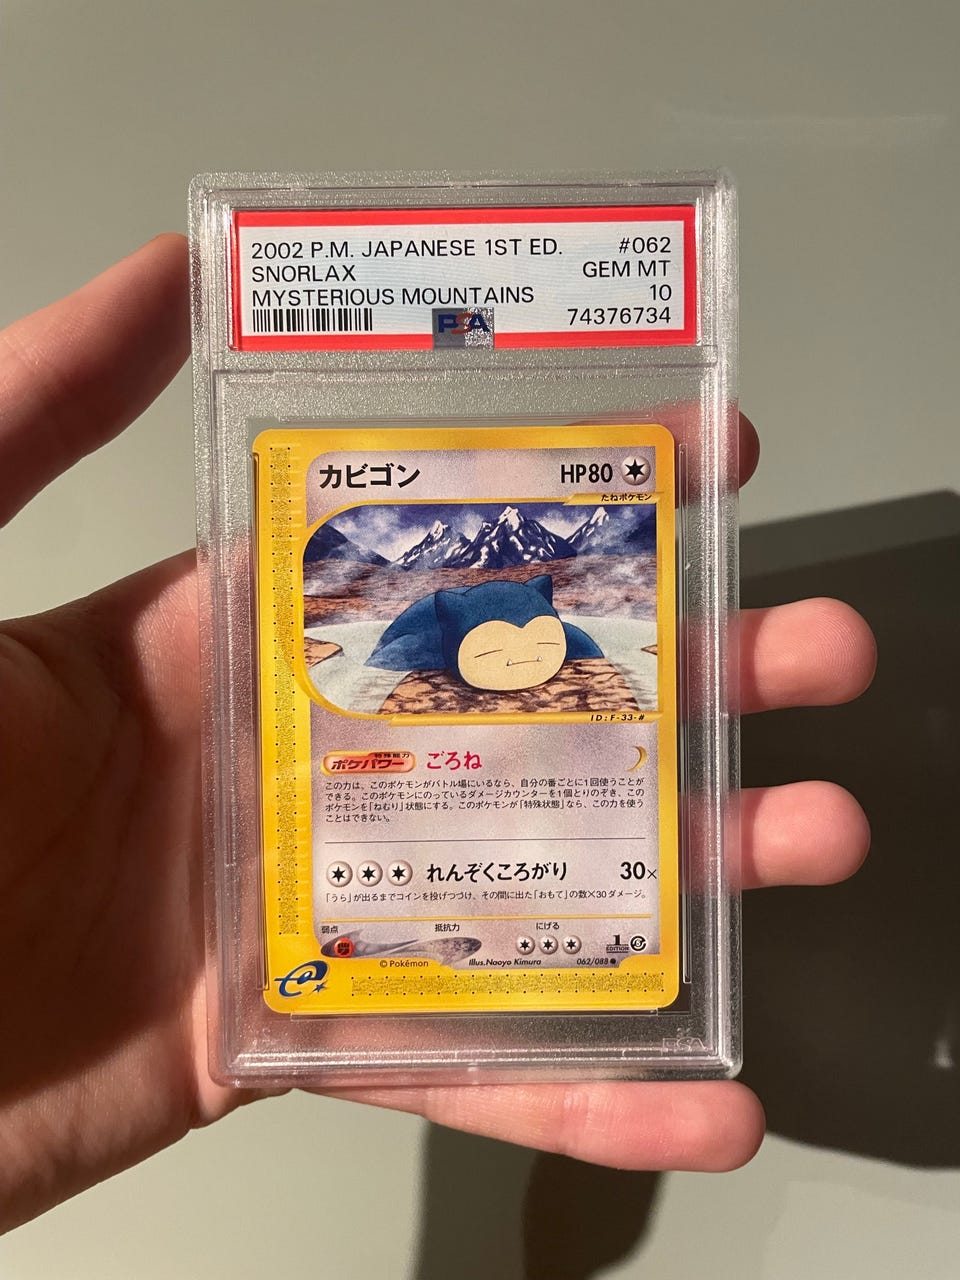 2002 P.M. JAPANESE 1ST ED. #062
SNORLAX GEM MT
MYSTERIOUS MOUNTAINS 10
74376734
PSA
カビゴン HP80
たねポケモン
ID:F-33-#
特殊能力
ポケパワー ごろね
この力は、このポケモンがバトル場にいるなら、自分の番ごとに1回使うことが
できる。このポケモンにのっているダメージカウンターを1個とりのぞき、この
ポケモンを「ねむり」状態にする。このポケモンが「特殊状態」なら、この力を使う
ことはできない。
れんぞくころがり 30×
「うら」が出るまでコインを投げつづけ、その間に出た「おもて」の数×30ダメージ。
弱点 抵抗力 にげる
1
EDITION
©Pokémon Illus.Naoyo Kimura 062/088
e
PSA